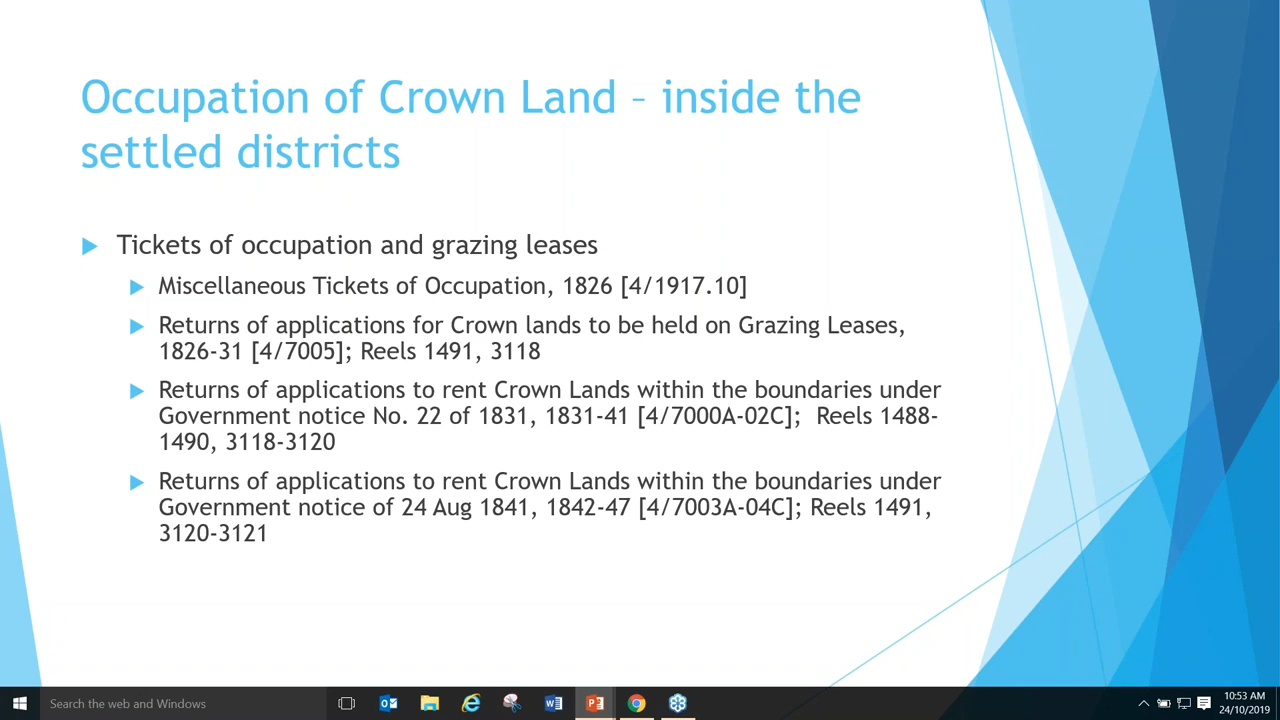 Occupation of Crown Land – inside the
settled districts
Tickets of occupation and grazing leases
Miscellaneous Tickets of Occupation, 1826 [4/1917.10]
Returns of applications for Crown lands to be held on Grazing Leases,
1826-31 [4/7005]; Reels 1491, 3118
Returns of applications to rent Crown Lands within the boundaries under
Government notice No. 22 of 1831, 1831-41 [4/7000A-02C];  Reels 1488-
1490, 3118-3120
Returns of applications to rent Crown Lands within the boundaries under
Government notice of 24 Aug 1841, 1842-47 [4/7003A-04C]; Reels 1491,
3120-3121
Search the web and Windows
10:53 AM
24/10/2019